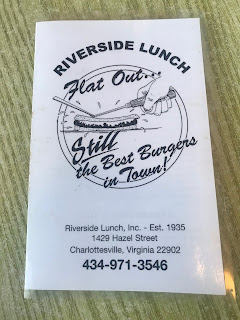 RIVERSIDE LUNCH
Flat Out...
Still
the Best Burgers
in Town!
Riverside Lunch, Inc. - Est. 1935
1429 Hazel Street
Charlottesville, Virginia 22902
434-971-3546